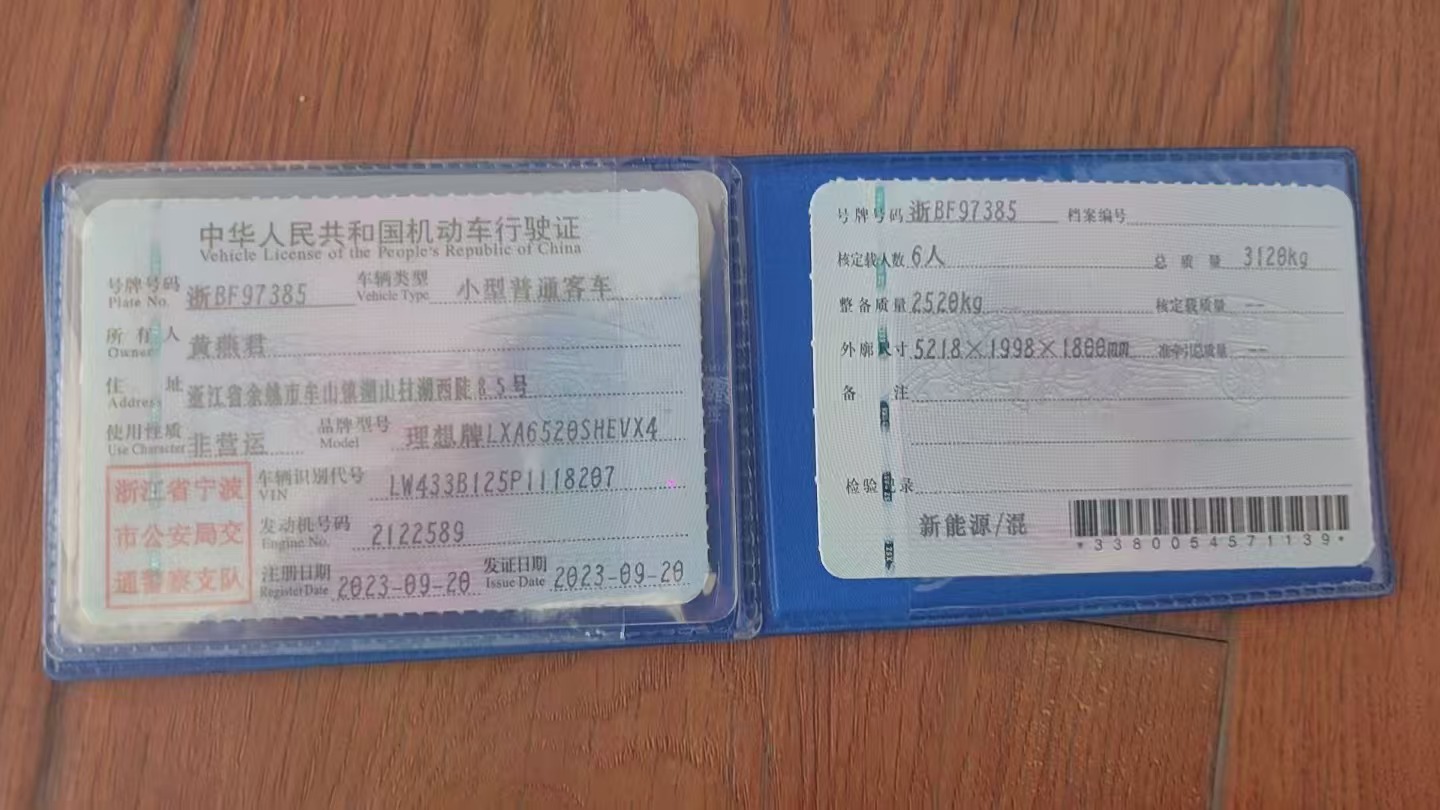 中华人民共和国机动车行驶证
Vehicle License of the People's Republic of China
号牌号码 浙BF97385 车辆类型 小型普通客车
Plate No. Vehicle Type
所有人 黄燕君
Owner
住址 浙江省余姚市牟山镇湖山村湖西陡85号
Address
使用性质 非营运 品牌型号 理想牌LXA6520SHEVX4
Use Character Model
浙江省宁波
市公安局交
通警察支队
车辆识别代号 LW433B125P1118207
VIN
发动机号码 2122589
Engine No.
注册日期 2023-09-20 发证日期 2023-09-20
Register Date Issue Date
号牌号码 浙BF97385 档案编号
核定载人数 6人 总质量 3120kg
整备质量 2520kg 核定载质量 --
外廓尺寸 5218×1998×1800mm 准牵引总质量 --
备注
检验记录
新能源/混
*3380054571139*